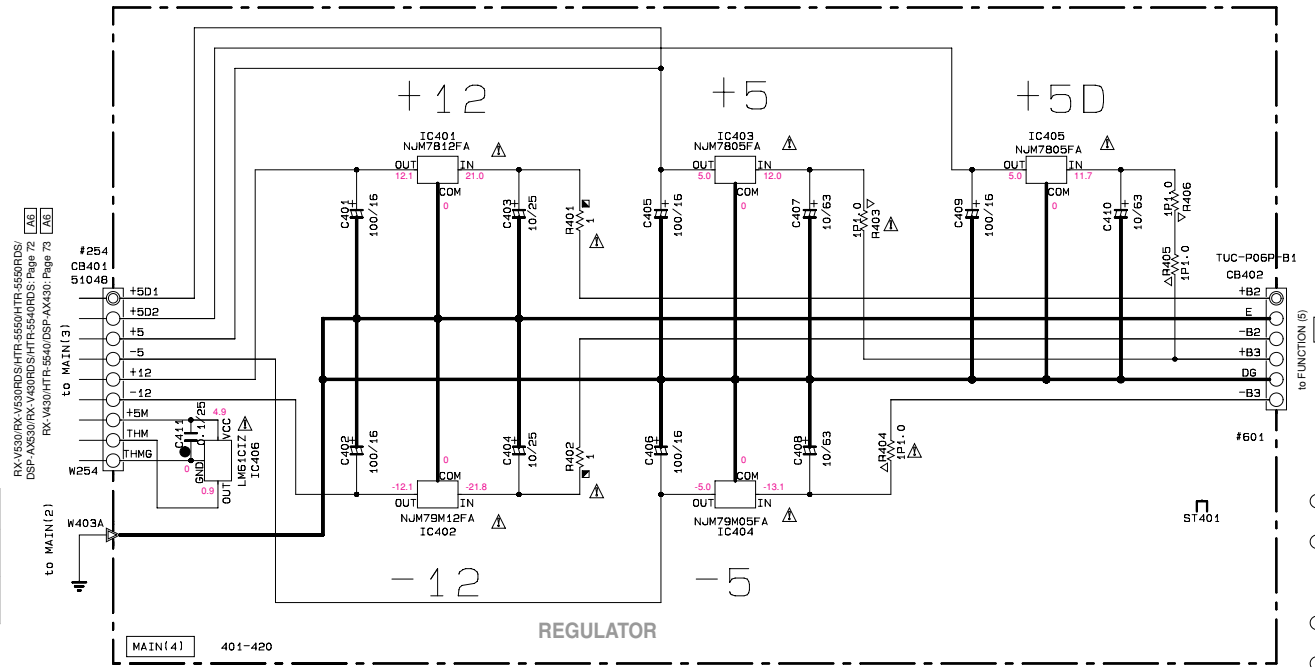 +12
+5
+5D
IC401
NJM7812FA
OUT
IN
12.1
21.0
COM
0
IC403
NJM7805FA
OUT
IN
5.0
12.0
COM
0
IC405
NJM7805FA
OUT
IN
5.0
11.7
COM
0
C401
100/16
C403
10/25
R401
1
C405
100/16
C407
10/63
1P1.0
R403
C409
100/16
C410
10/63
1P1.0
R406
R405
1P1.0
RX-V530/RX-V530RDS/HTR-5550/HTR-5550RDS/
DSP-AX530/RX-V430RDS/HTR-5540RDS: Page 72 A6
RX-V430/HTR-5540/DSP-AX430: Page 73 A6
to MAIN(3)
#254
CB401
51048
+5D1
+5D2
+5
-5
+12
-12
+5M
THM
THMG
W254
C411
0.1/25
4.9
VCC
GND
0
OUT
0.9
LM61CIZ
IC406
TUC-P06P-B1
CB402
+B2
E
-B2
+B3
DG
-B3
#601
to FUNCTION (5)
C402
100/16
C404
10/25
R402
1
C406
100/16
C408
10/63
R404
1P1.0
0
COM
-12.1
-21.8
OUT
IN
NJM79M12FA
IC402
0
COM
-5.0
-13.1
OUT
IN
NJM79M05FA
IC404
ST401
to MAIN(2)
W403A
-12
-5
REGULATOR
MAIN(4)
401-420